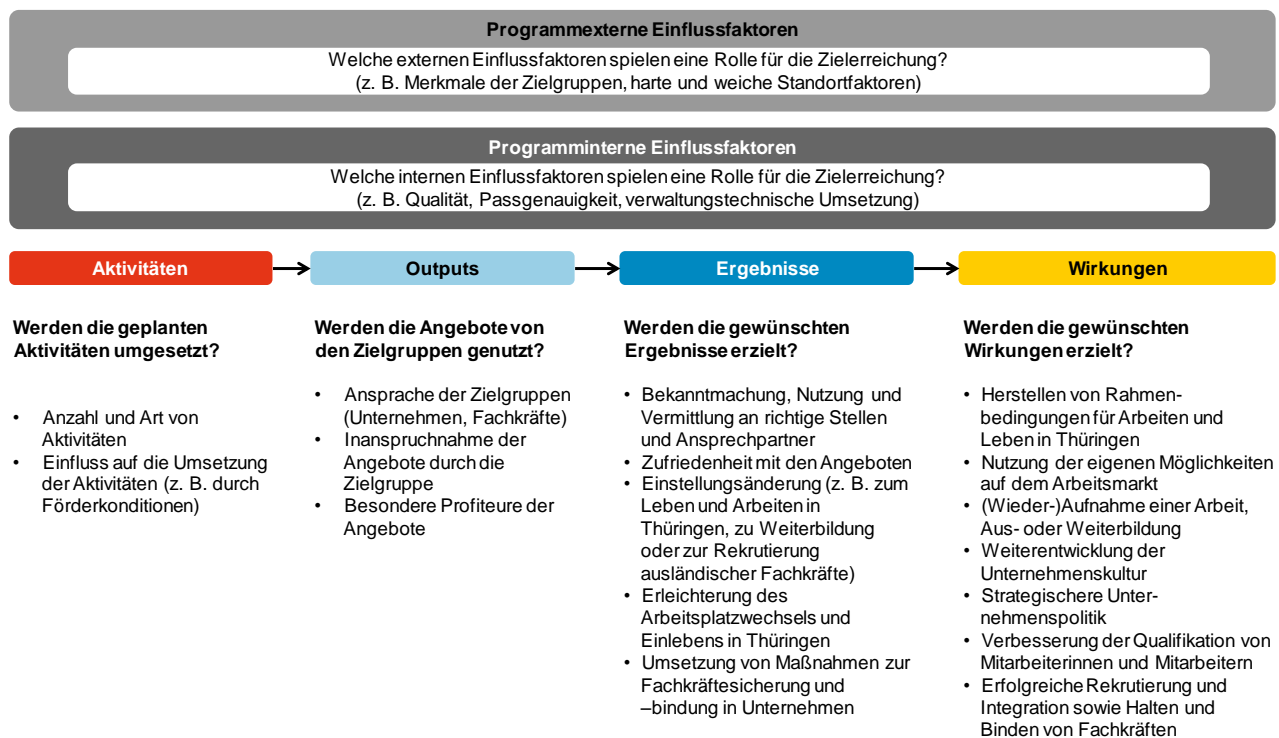 Programmexterne Einflussfaktoren
Welche externen Einflussfaktoren spielen eine Rolle für die Zielerreichung?
(z. B. Merkmale der Zielgruppen, harte und weiche Standortfaktoren)
Programminterne Einflussfaktoren
Welche internen Einflussfaktoren spielen eine Rolle für die Zielerreichung?
(z. B. Qualität, Passgenauigkeit, verwaltungstechnische Umsetzung)
Aktivitäten
Outputs
Ergebnisse
Wirkungen
Werden die geplanten
Aktivitäten umgesetzt?
• Anzahl und Art von
Aktivitäten
• Einfluss auf die Umsetzung
der Aktivitäten (z. B. durch
Förderkonditionen)
Werden die Angebote von
den Zielgruppen genutzt?
• Ansprache der Zielgruppen
(Unternehmen, Fachkräfte)
• Inanspruchnahme der
Angebote durch die
Zielgruppe
• Besondere Profiteure der
Angebote
Werden die gewünschten
Ergebnisse erzielt?
• Bekanntmachung, Nutzung und
Vermittlung an richtige Stellen
und Ansprechpartner
• Zufriedenheit mit den Angeboten
• Einstellungsänderung (z. B. zum
Leben und Arbeiten in
Thüringen, zu Weiterbildung
oder zur Rekrutierung
ausländischer Fachkräfte)
• Erleichterung des
Arbeitsplatzwechsels und
Einlebens in Thüringen
• Umsetzung von Maßnahmen zur
Fachkräftesicherung und
–bindung in Unternehmen
Werden die gewünschten
Wirkungen erzielt?
• Herstellen von Rahmen-
bedingungen für Arbeiten und
Leben in Thüringen
• Nutzung der eigenen Möglichkeiten
auf dem Arbeitsmarkt
• (Wieder-)Aufnahme einer Arbeit,
Aus- oder Weiterbildung
• Weiterentwicklung der
Unternehmenskultur
• Strategischere Unter-
nehmenspolitik
• Verbesserung der Qualifikation von
Mitarbeiterinnen und Mitarbeitern
• Erfolgreiche Rekrutierung und
Integration sowie Halten und
Binden von Fachkräften